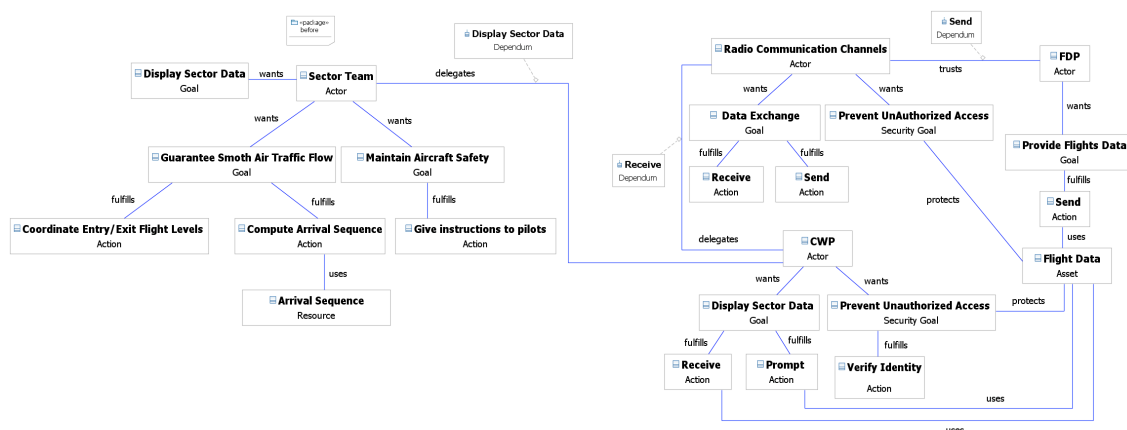 «package»
before
Display Sector Data
Dependum
Send
Dependum
Display Sector Data
Goal
wants
Sector Team
Actor
delegates
Radio Communication Channels
Actor
trusts
FDP
Actor
wants
wants
wants
wants
wants
Guarantee Smoth Air Traffic Flow
Goal
Maintain Aircraft Safety
Goal
Receive
Dependum
Data Exchange
Goal
Prevent UnAuthorized Access
Security Goal
Provide Flights Data
Goal
fulfills
fulfills
fulfills
fulfills
fulfills
fulfills
Receive
Action
Send
Action
Send
Action
protects
uses
Coordinate Entry/Exit Flight Levels
Action
Compute Arrival Sequence
Action
Give instructions to pilots
Action
delegates
CWP
Actor
Flight Data
Asset
uses
wants
wants
Arrival Sequence
Resource
Display Sector Data
Goal
Prevent Unauthorized Access
Security Goal
protects
fulfills
fulfills
fulfills
Receive
Action
Prompt
Action
Verify Identity
Action
uses
uses